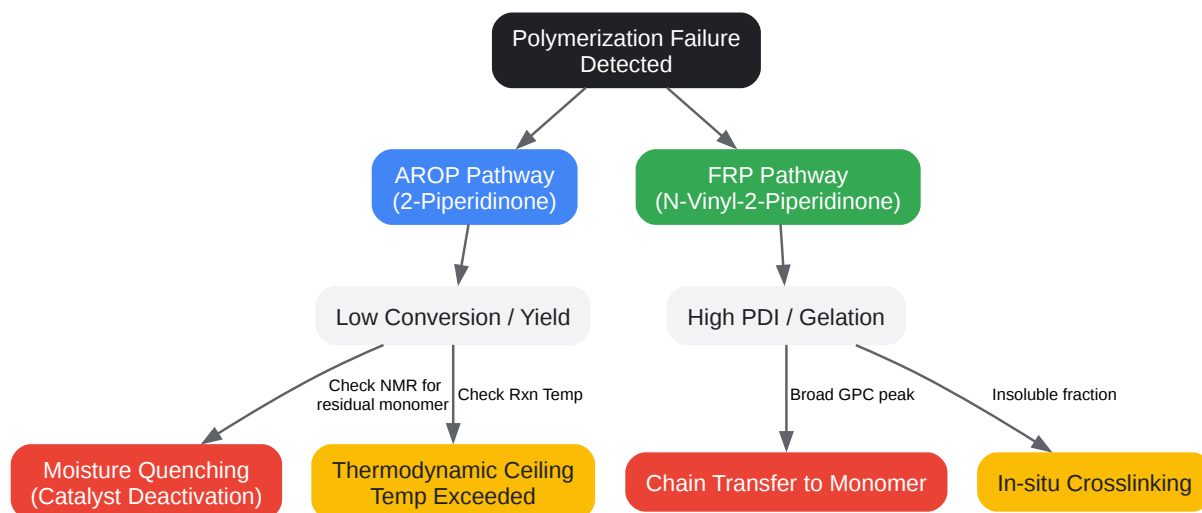 Polymerization Failure
Detected
AROP Pathway
(2-Piperidinone)
FRP Pathway
(N-Vinyl-2-Piperidinone)
Low Conversion / Yield
High PDI / Gelation
Check NMR for
residual monomer
Check Rxn Temp
Broad GPC peak
Insoluble fraction
Moisture Quenching
(Catalyst Deactivation)
Thermodynamic Ceiling
Temp Exceeded
Chain Transfer to Monomer
In-situ Crosslinking